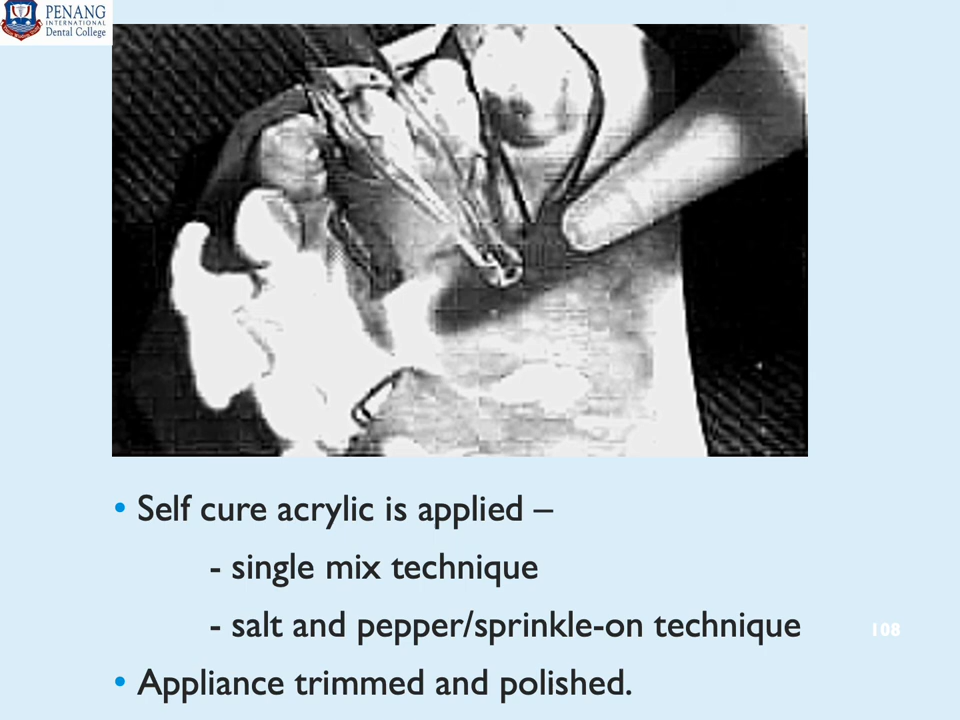 PENANG
INTERNATIONAL
Dental College
• Self cure acrylic is applied –
- single mix technique
- salt and pepper/sprinkle-on technique
108
• Appliance trimmed and polished.